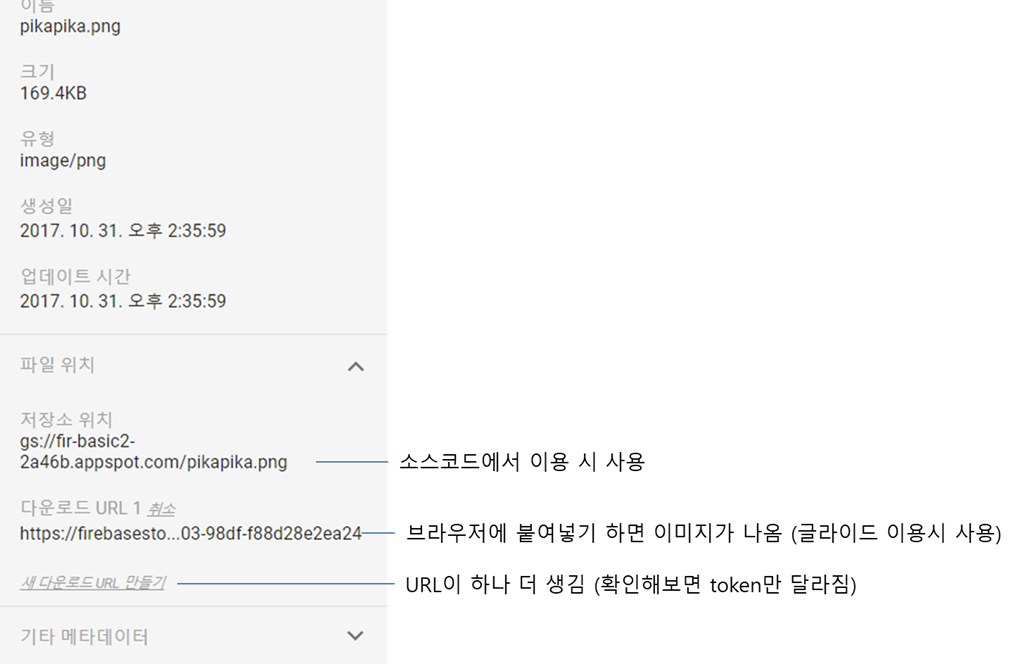 이름
pikapika.png
크기
169.4KB
유형
image/png
생성일
2017. 10. 31. 오후 2:35:59
업데이트 시간
2017. 10. 31. 오후 2:35:59
파일 위치
저장소 위치
gs://fir-basic2-
2a46b.appspot.com/pikapika.png
소스코드에서 이용 시 사용
다운로드 URL 1 취소
https://firebasesto...03-98df-f88d28e2ea24
브라우저에 붙여넣기 하면 이미지가 나옴 (글라이드 이용시 사용)
새 다운로드 URL 만들기
URL이 하나 더 생김 (확인해보면 token만 달라짐)
기타 메타데이터